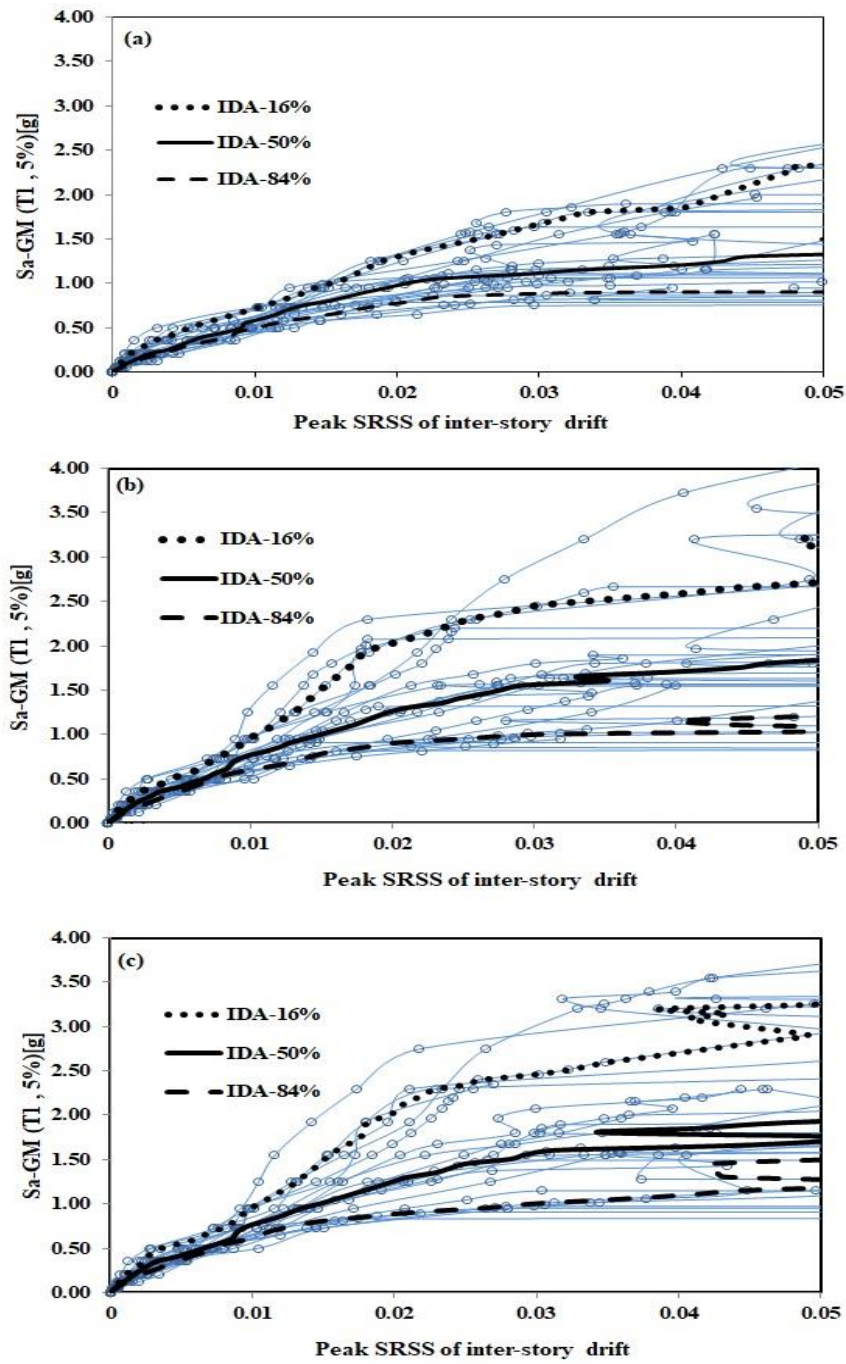 4.00
(a)
3.50
3.00
IDA-16%
2.50
IDA-50%
2.00
IDA-84%
1.50
1.00
0.50
0.00
Sa-GM (T1 , 5%)[g]
0 0.01 0.02 0.03 0.04 0.05
Peak SRSS of inter-story drift
4.00
(b)
3.50
IDA-16%
3.00
IDA-50%
2.50
IDA-84%
2.00
1.50
1.00
0.50
0.00
Sa-GM (T1 , 5%)[g]
0 0.01 0.02 0.03 0.04 0.05
Peak SRSS of inter-story drift
4.00
(c)
3.50
IDA-16%
3.00
IDA-50%
2.50
IDA-84%
2.00
1.50
1.00
0.50
0.00
Sa-GM (T1 , 5%)[g]
0 0.01 0.02 0.03 0.04 0.05
Peak SRSS of inter-story drift